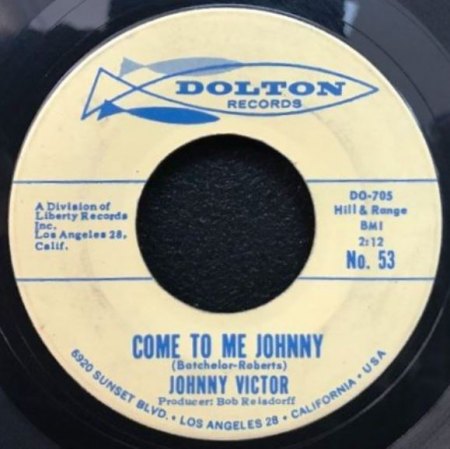 DOLTON
RECORDS
A Division of
Liberty Records
Inc.
Los Angeles 28,
Calif.
DO-705
Hill & Range
BMI
2:12
No. 53
COME TO ME JOHNNY
(Batchelor-Roberts)
JOHNNY VICTOR
Producer: Bob Reisdorff
6920 SUNSET BLVD. • LOS ANGELES 28 • CALIFORNIA • USA